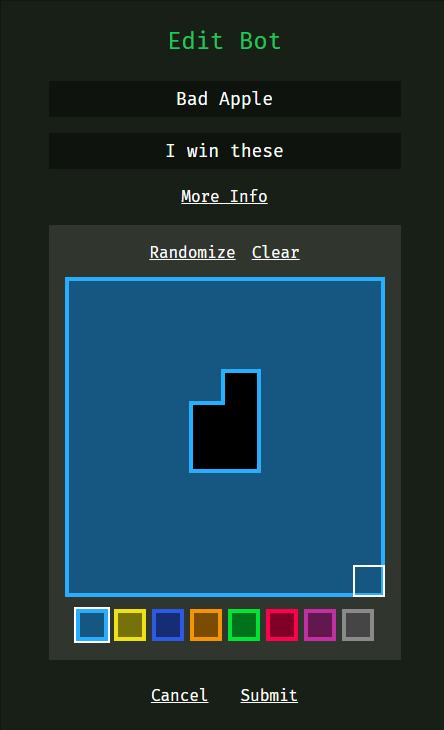 Edit Bot
Bad Apple
I win these
More Info
Randomize Clear
Cancel Submit